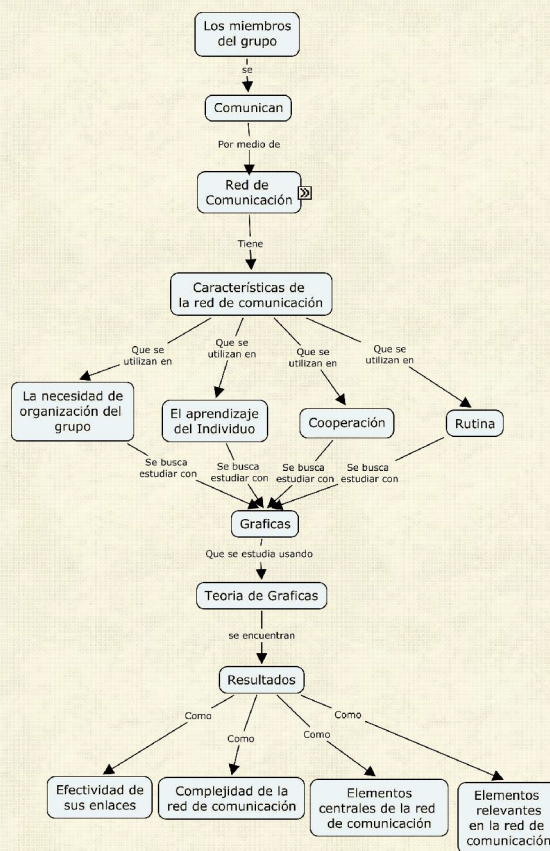 Los miembros
del grupo
se
Comunican
Por medio de
Red de
Comunicación
Tiene
Características de
la red de comunicación
Que se
utilizan en
Que se
utilizan en
Que se
utilizan en
Que se
utilizan en
La necesidad de
organización del
grupo
El aprendizaje
del Individuo
Cooperación
Rutina
Se busca
estudiar con
Se busca
estudiar con
Se busca
estudiar con
Se busca
estudiar con
Graficas
Que se estudia usando
Teoria de Graficas
se encuentran
Resultados
Como
Como
Como
Como
Efectividad de
sus enlaces
Complejidad de la
red de comunicación
Elementos
centrales de la red
de comunicación
Elementos
relevantes
en la red de
comunicación